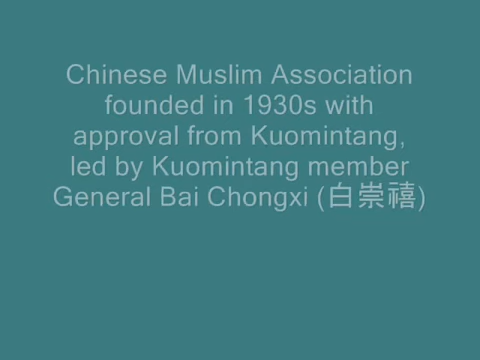 Chinese Muslim Association
founded in 1930s with
approval from Kuomintang,
led by Kuomintang member
General Bai Chongxi (白崇禧)